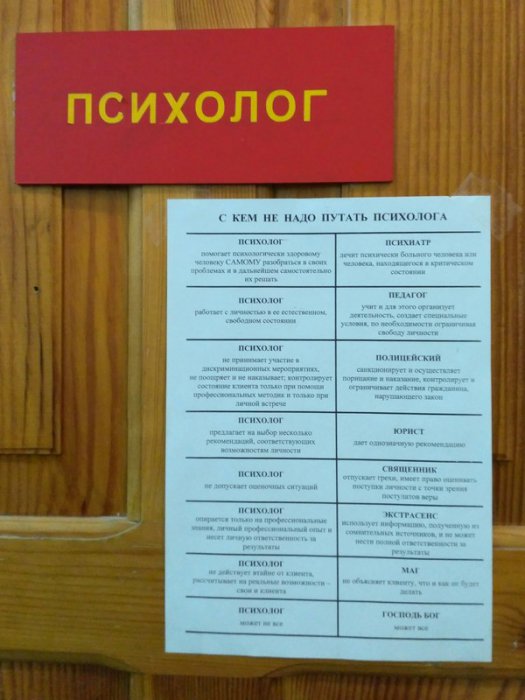 ПСИХОЛОГ
С КЕМ НЕ НАДО ПУТАТЬ ПСИХОЛОГА
ПСИХОЛОГ
помогает психологически здоровому
человеку САМОМУ разобраться в своих
проблемах и в дальнейшем самостоятельно
их решать
ПСИХИАТР
лечит психически больного человека или
человека, находящегося в критическом
состоянии
ПСИХОЛОГ
работает с личностью в ее естественном,
свободном состоянии
ПЕДАГОГ
учит и для этого организует
деятельность, создает специальные
условия, по необходимости ограничивая
свободу личности
ПСИХОЛОГ
не принимает участие в
дискриминационных мероприятиях,
не поощряет и не наказывает; контролирует
состояние клиента только при помощи
профессиональных методик и только при
личной встрече
ПОЛИЦЕЙСКИЙ
санкционирует и осуществляет
порицание и наказание, контролирует и
ограничивает действия гражданина,
нарушающего закон
ПСИХОЛОГ
предлагает на выбор несколько
рекомендаций, соответствующих
возможностям личности
ЮРИСТ
дает однозначную рекомендацию
ПСИХОЛОГ
не допускает оценочных ситуаций
СВЯЩЕННИК
отпускает грехи, имеет право оценивать
поступки личности с точки зрения
постулатов веры
ПСИХОЛОГ
опирается только на профессиональные
знания, личный профессиональный опыт и
несет личную ответственность за
результаты
ЭКСТРАСЕНС
использует информацию, полученную из
сомнительных источников, и не может
нести полной ответственности за
результаты
ПСИХОЛОГ
не действует втайне от клиента,
рассчитывает на реальные возможности –
свои и клиента
МАГ
не объясняет клиенту, что и как он будет
делать
ПСИХОЛОГ
может не все
ГОСПОДЬ БОГ
может все